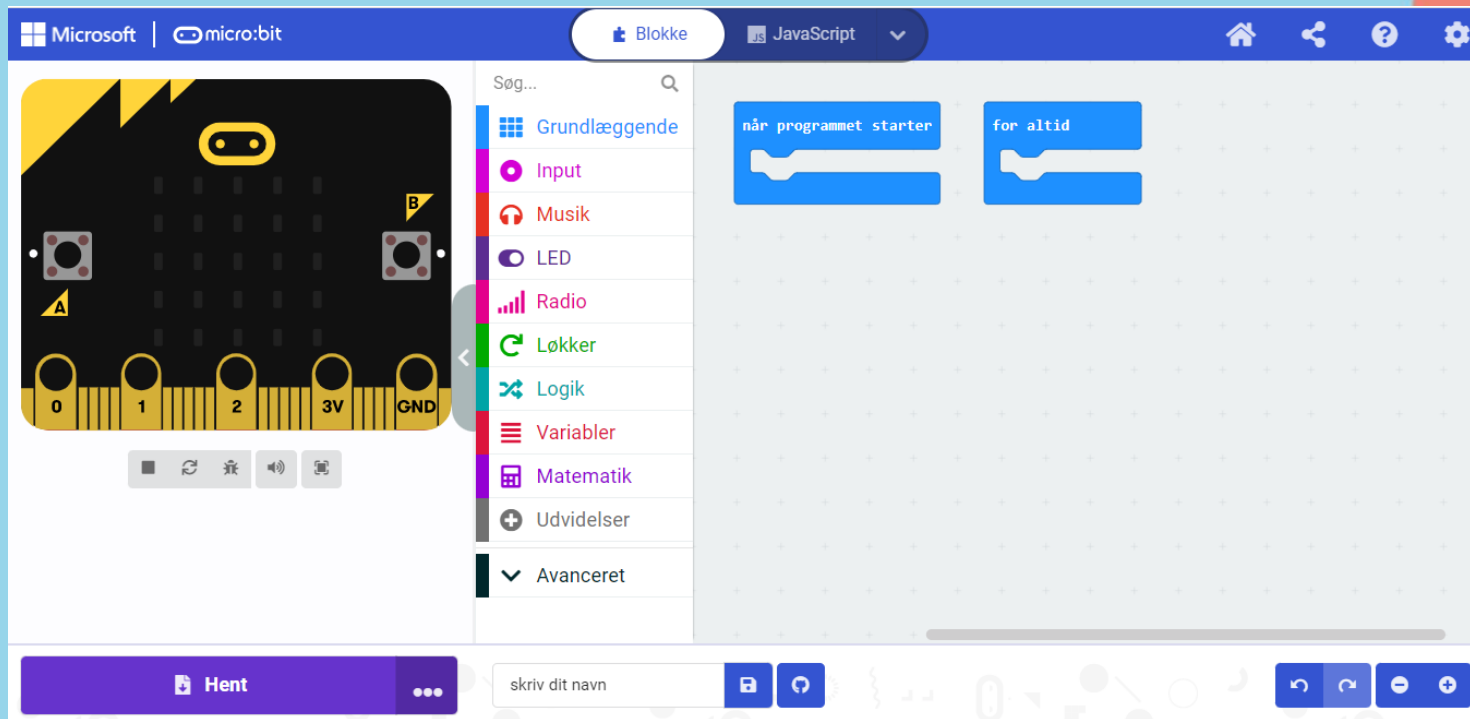 Microsoft micro:bit
Blokke
JavaScript
B
A
0 1 2 3V GND
Søg...
Grundlæggende
Input
Musik
LED
Radio
Løkker
Logik
Variabler
Matematik
Udvidelser
Avanceret
når programmet starter
for altid
Hent
skriv dit navn